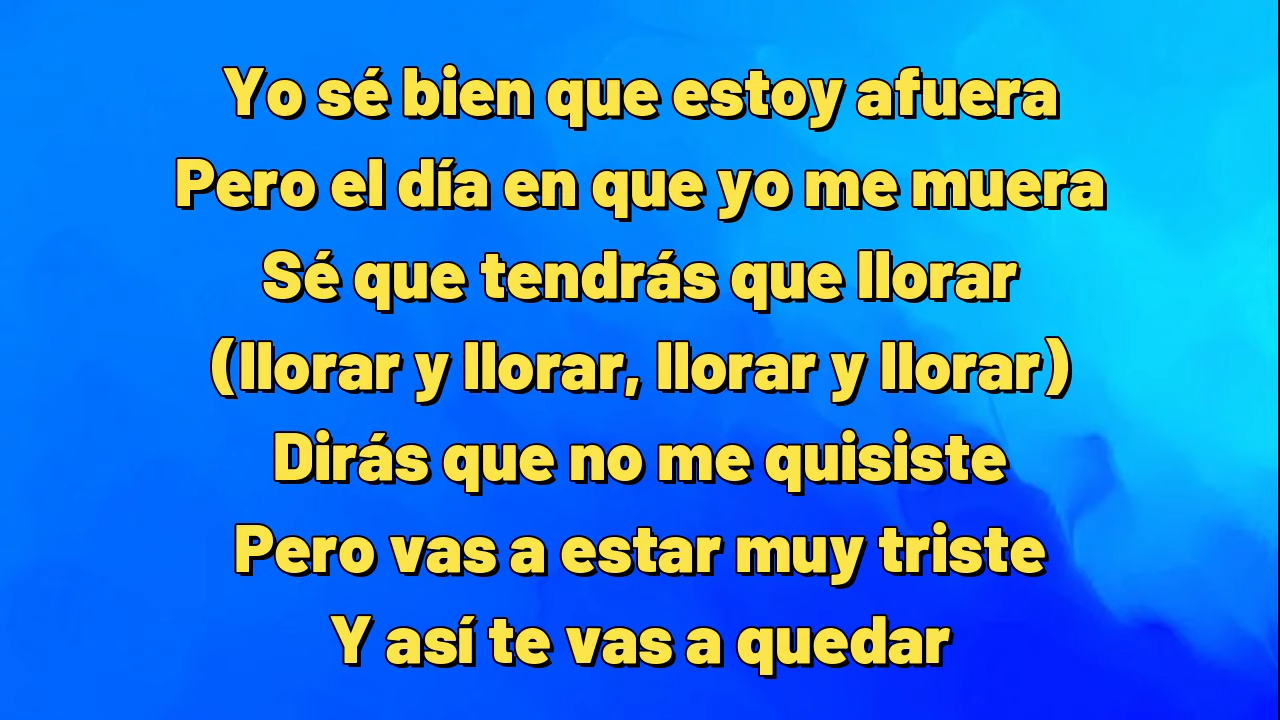 Yo sé bien que estoy afuera
Pero el día en que yo me muera
Sé que tendrás que llorar
(llorar y llorar, llorar y llorar)
Dirás que no me quisiste
Pero vas a estar muy triste
Y así te vas a quedar